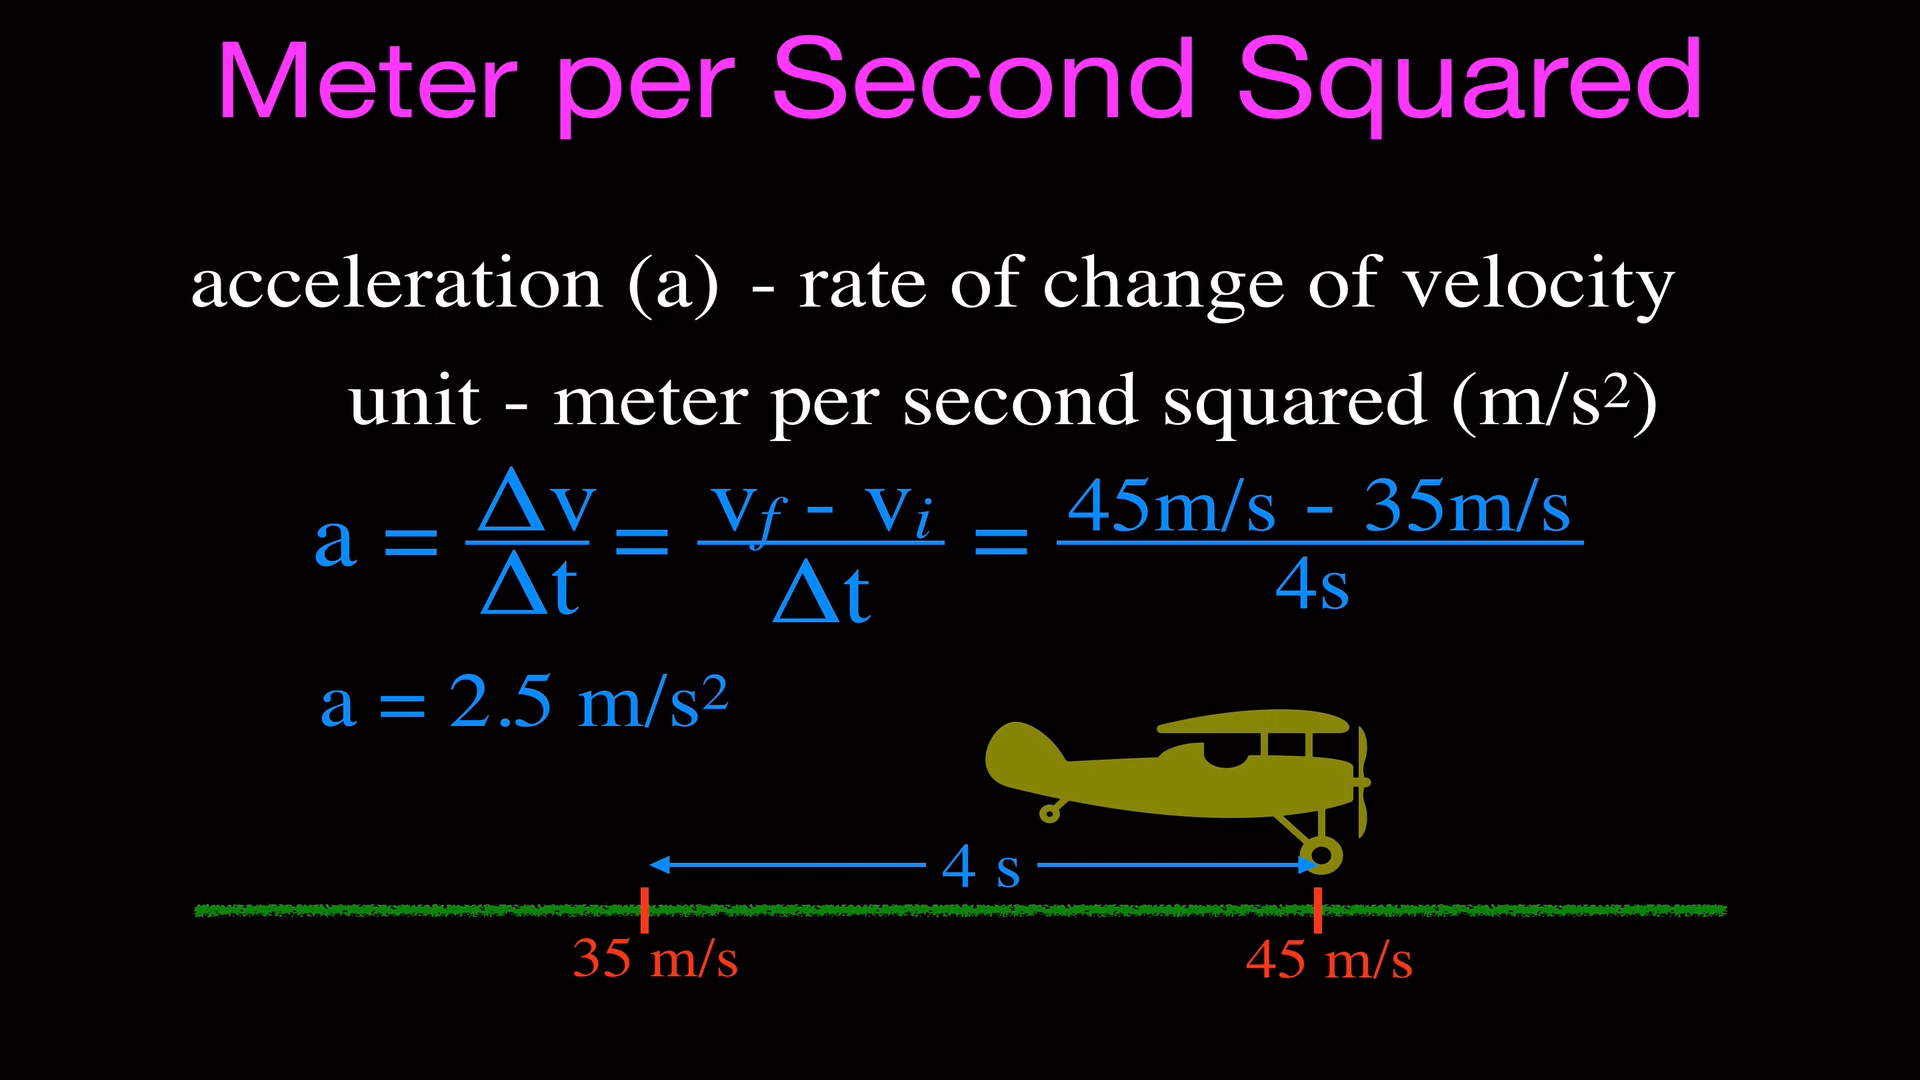 Meter per Second Squared
acceleration (a) - rate of change of velocity
unit - meter per second squared (m/s²)
a = Δv/Δt = vf - vi/Δt = 45m/s - 35m/s/4s
a = 2.5 m/s²
4 s
35 m/s
45 m/s